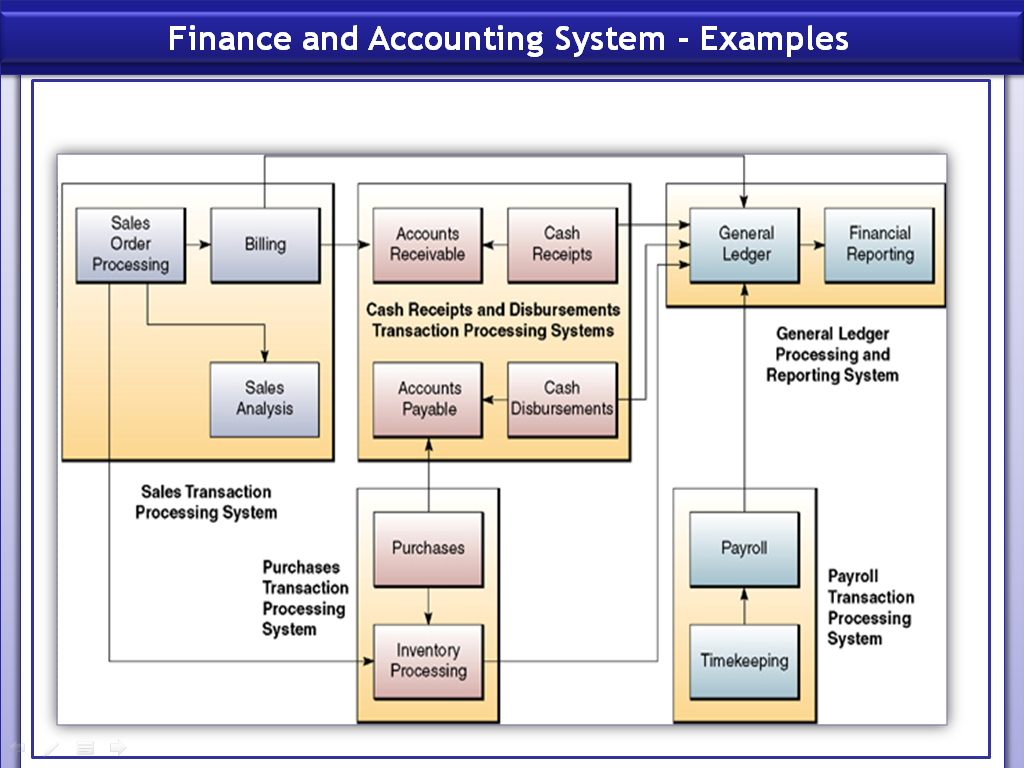 Finance and Accounting System - Examples
Sales
Order
Processing
Billing
Sales
Analysis
Sales Transaction
Processing System
Accounts
Receivable
Cash
Receipts
Cash Receipts and Disbursements
Transaction Processing Systems
Accounts
Payable
Cash
Disbursements
General
Ledger
Financial
Reporting
General Ledger
Processing and
Reporting System
Purchases
Inventory
Processing
Purchases
Transaction
Processing
System
Payroll
Timekeeping
Payroll
Transaction
Processing
System